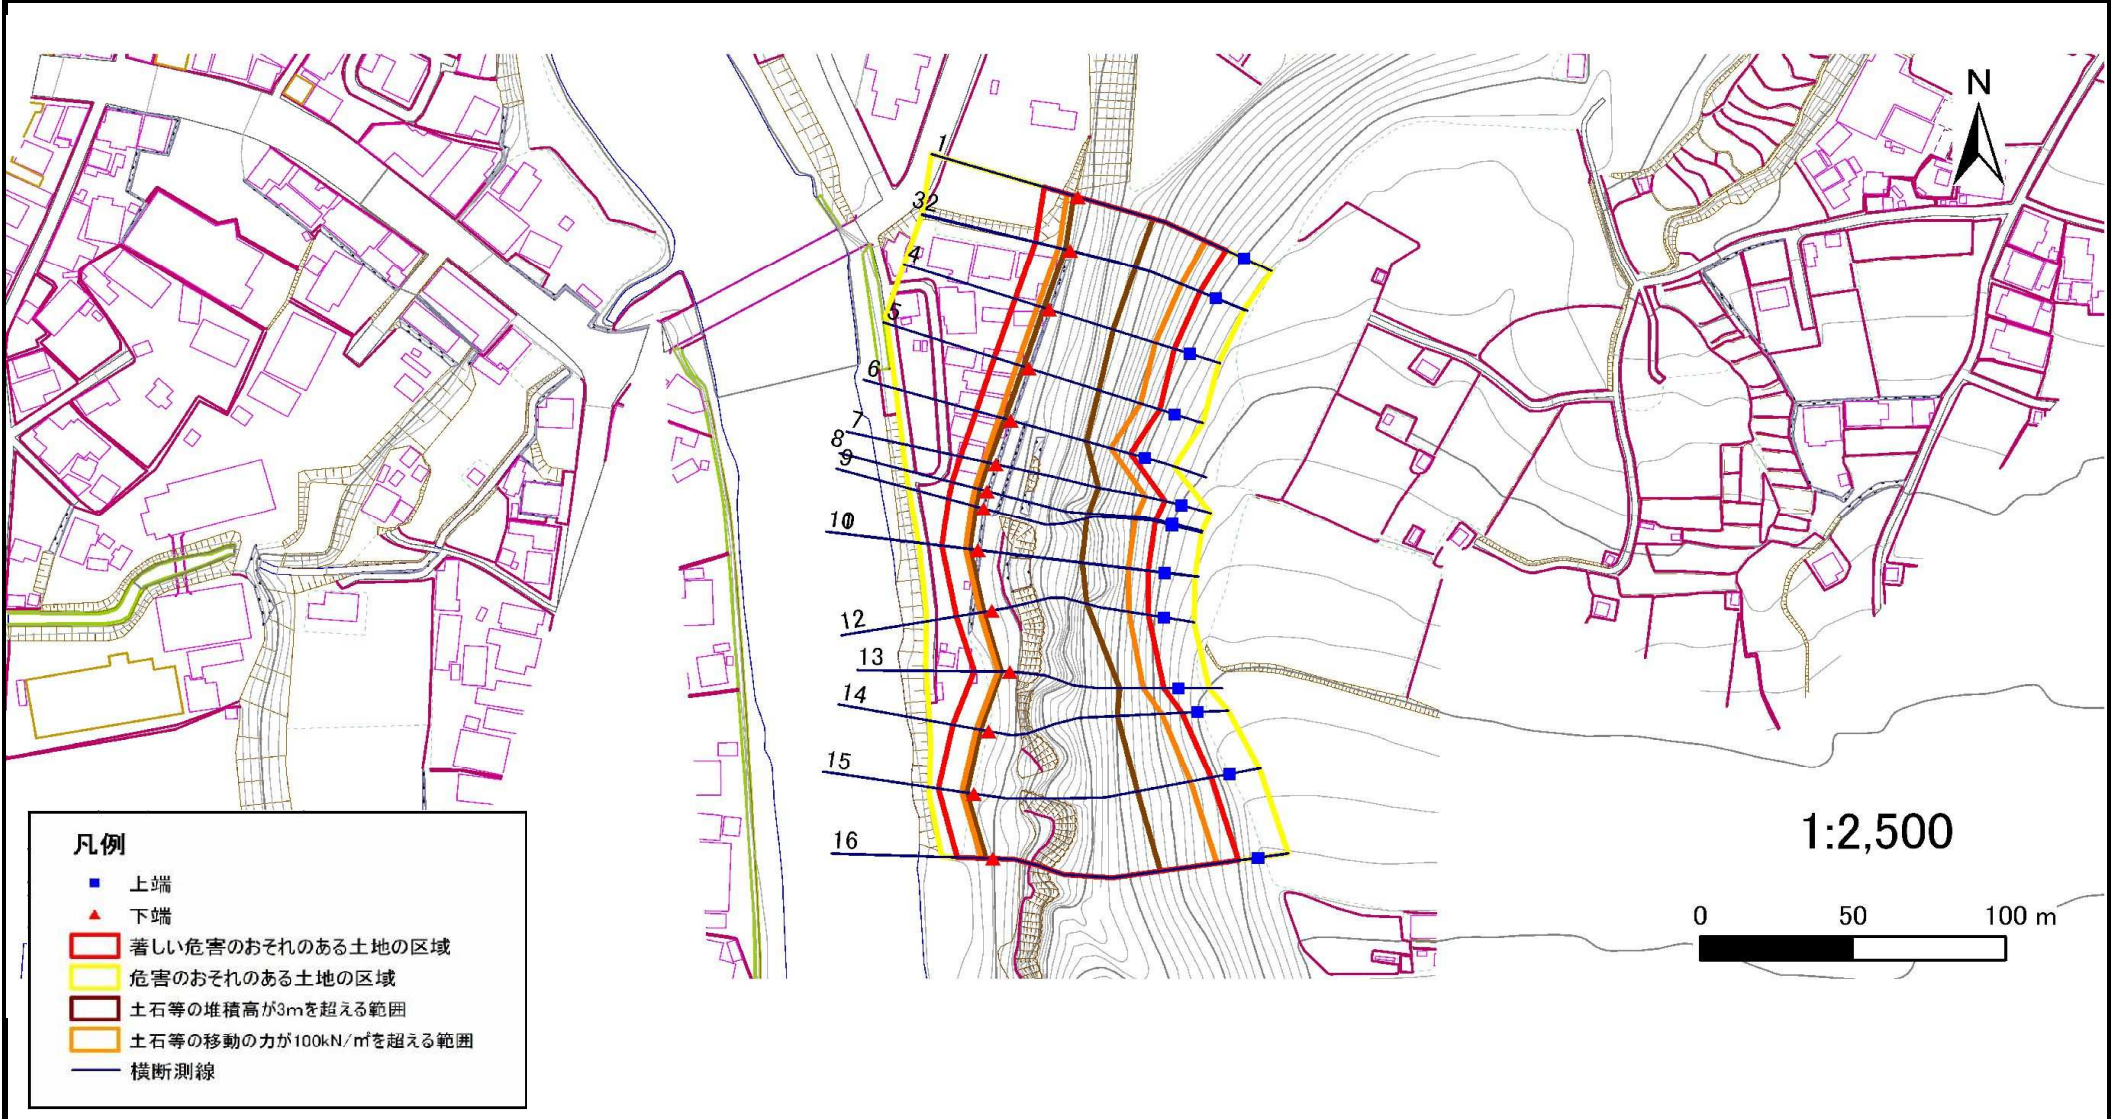 N
1
32
4
5
6
7
8
9
10
12
13
14
15
16
1:2,500
0 50 100 m
凡例
上端
下端
著しい危害のおそれのある土地の区域
危害のおそれのある土地の区域
土石等の堆積高が3mを超える範囲
土石等の移動の力が100kN/㎡を超える範囲
横断測線